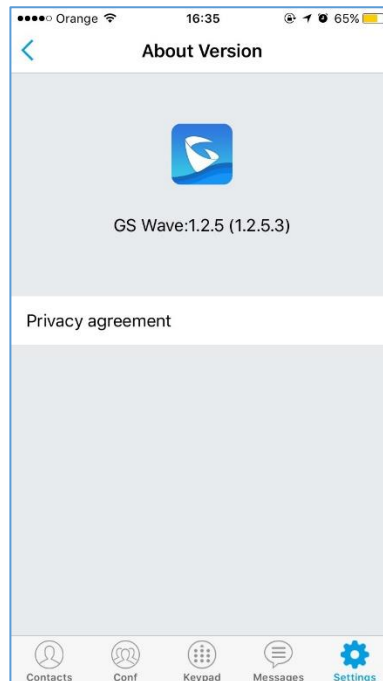 Orange 16:35 65%
About Version
GS Wave:1.2.5 (1.2.5.3)
Privacy agreement
Contacts Conf Keypad Messages Settings